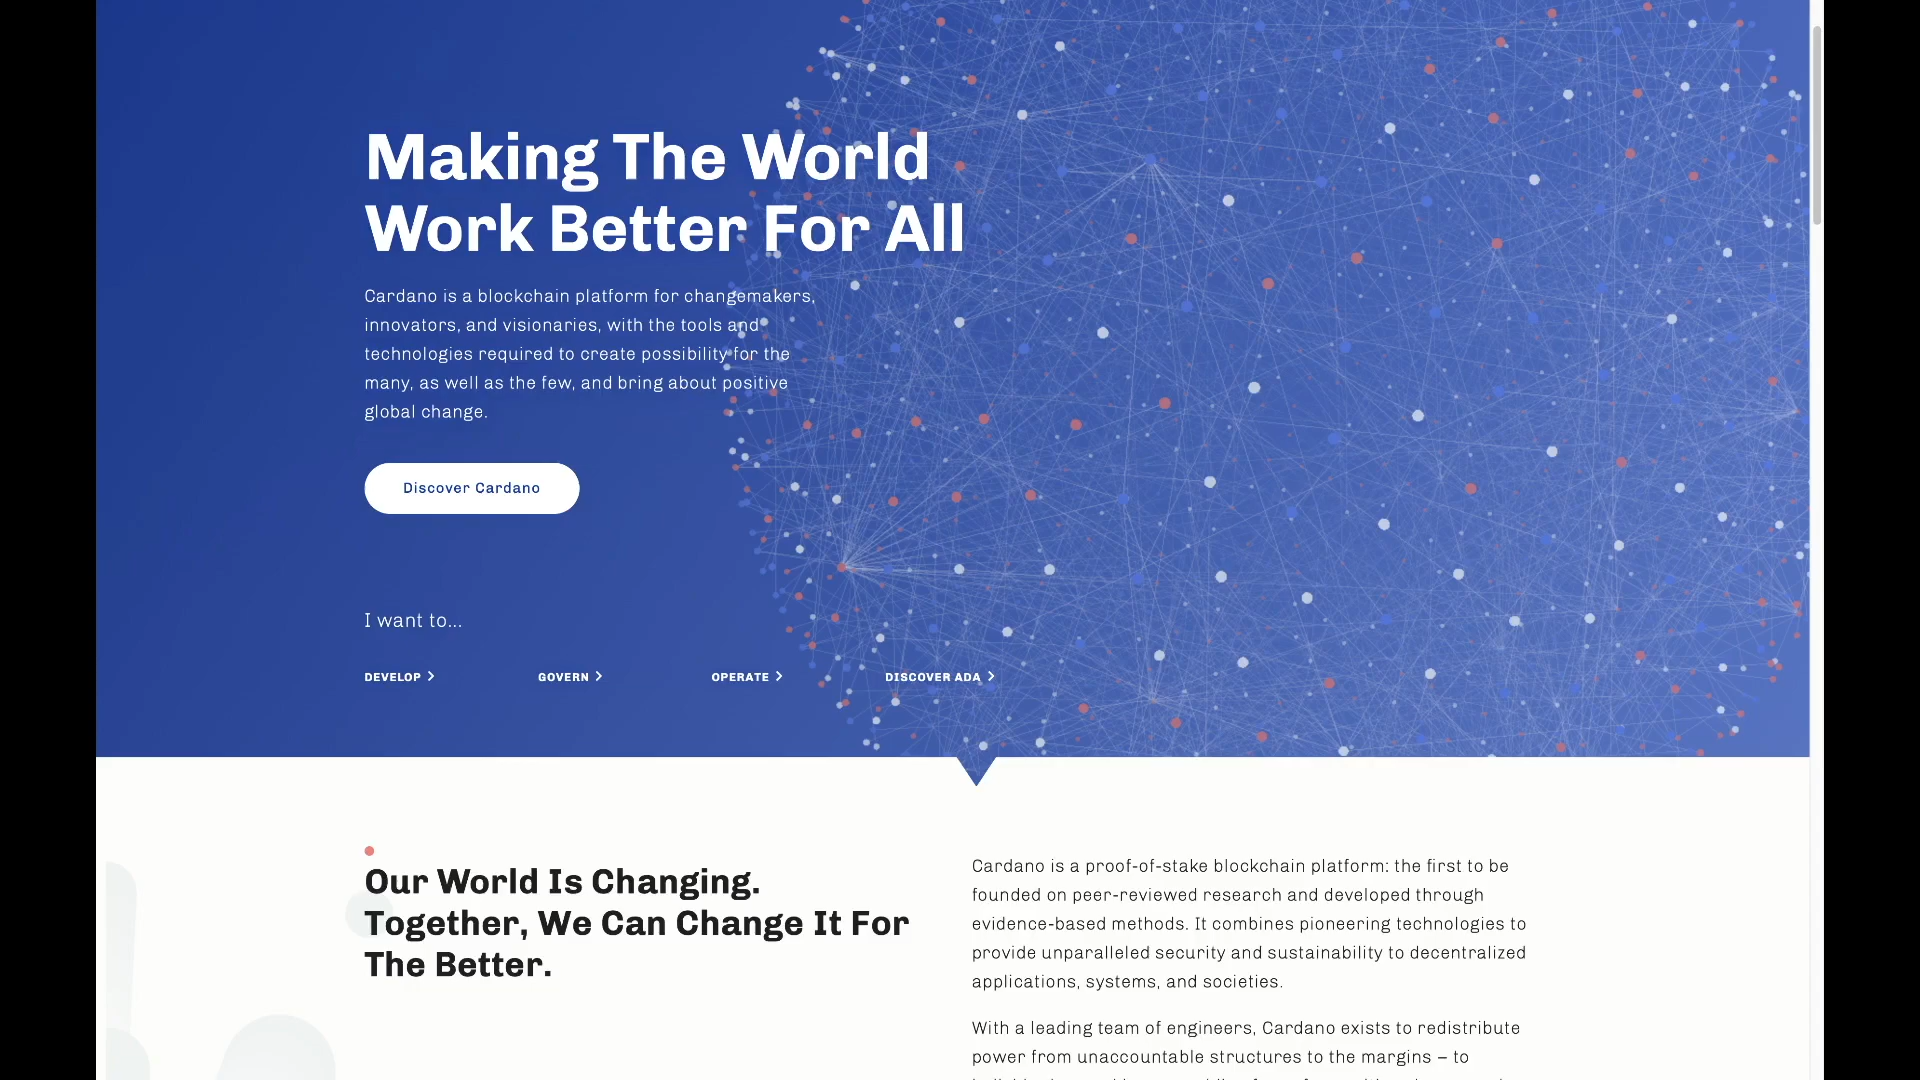 Making The World
Work Better For All
Cardano is a blockchain platform for changemakers,
innovators, and visionaries, with the tools and
technologies required to create possibility for the
many, as well as the few, and bring about positive
global change.
Discover Cardano
I want to...
DEVELOP
GOVERN
OPERATE
DISCOVER ADA
Our World Is Changing.
Together, We Can Change It For
The Better.
Cardano is a proof-of-stake blockchain platform: the first to be
founded on peer-reviewed research and developed through
evidence-based methods. It combines pioneering technologies to
provide unparalleled security and sustainability to decentralized
applications, systems, and societies.
With a leading team of engineers, Cardano exists to redistribute
power from unaccountable structures to the margins – to